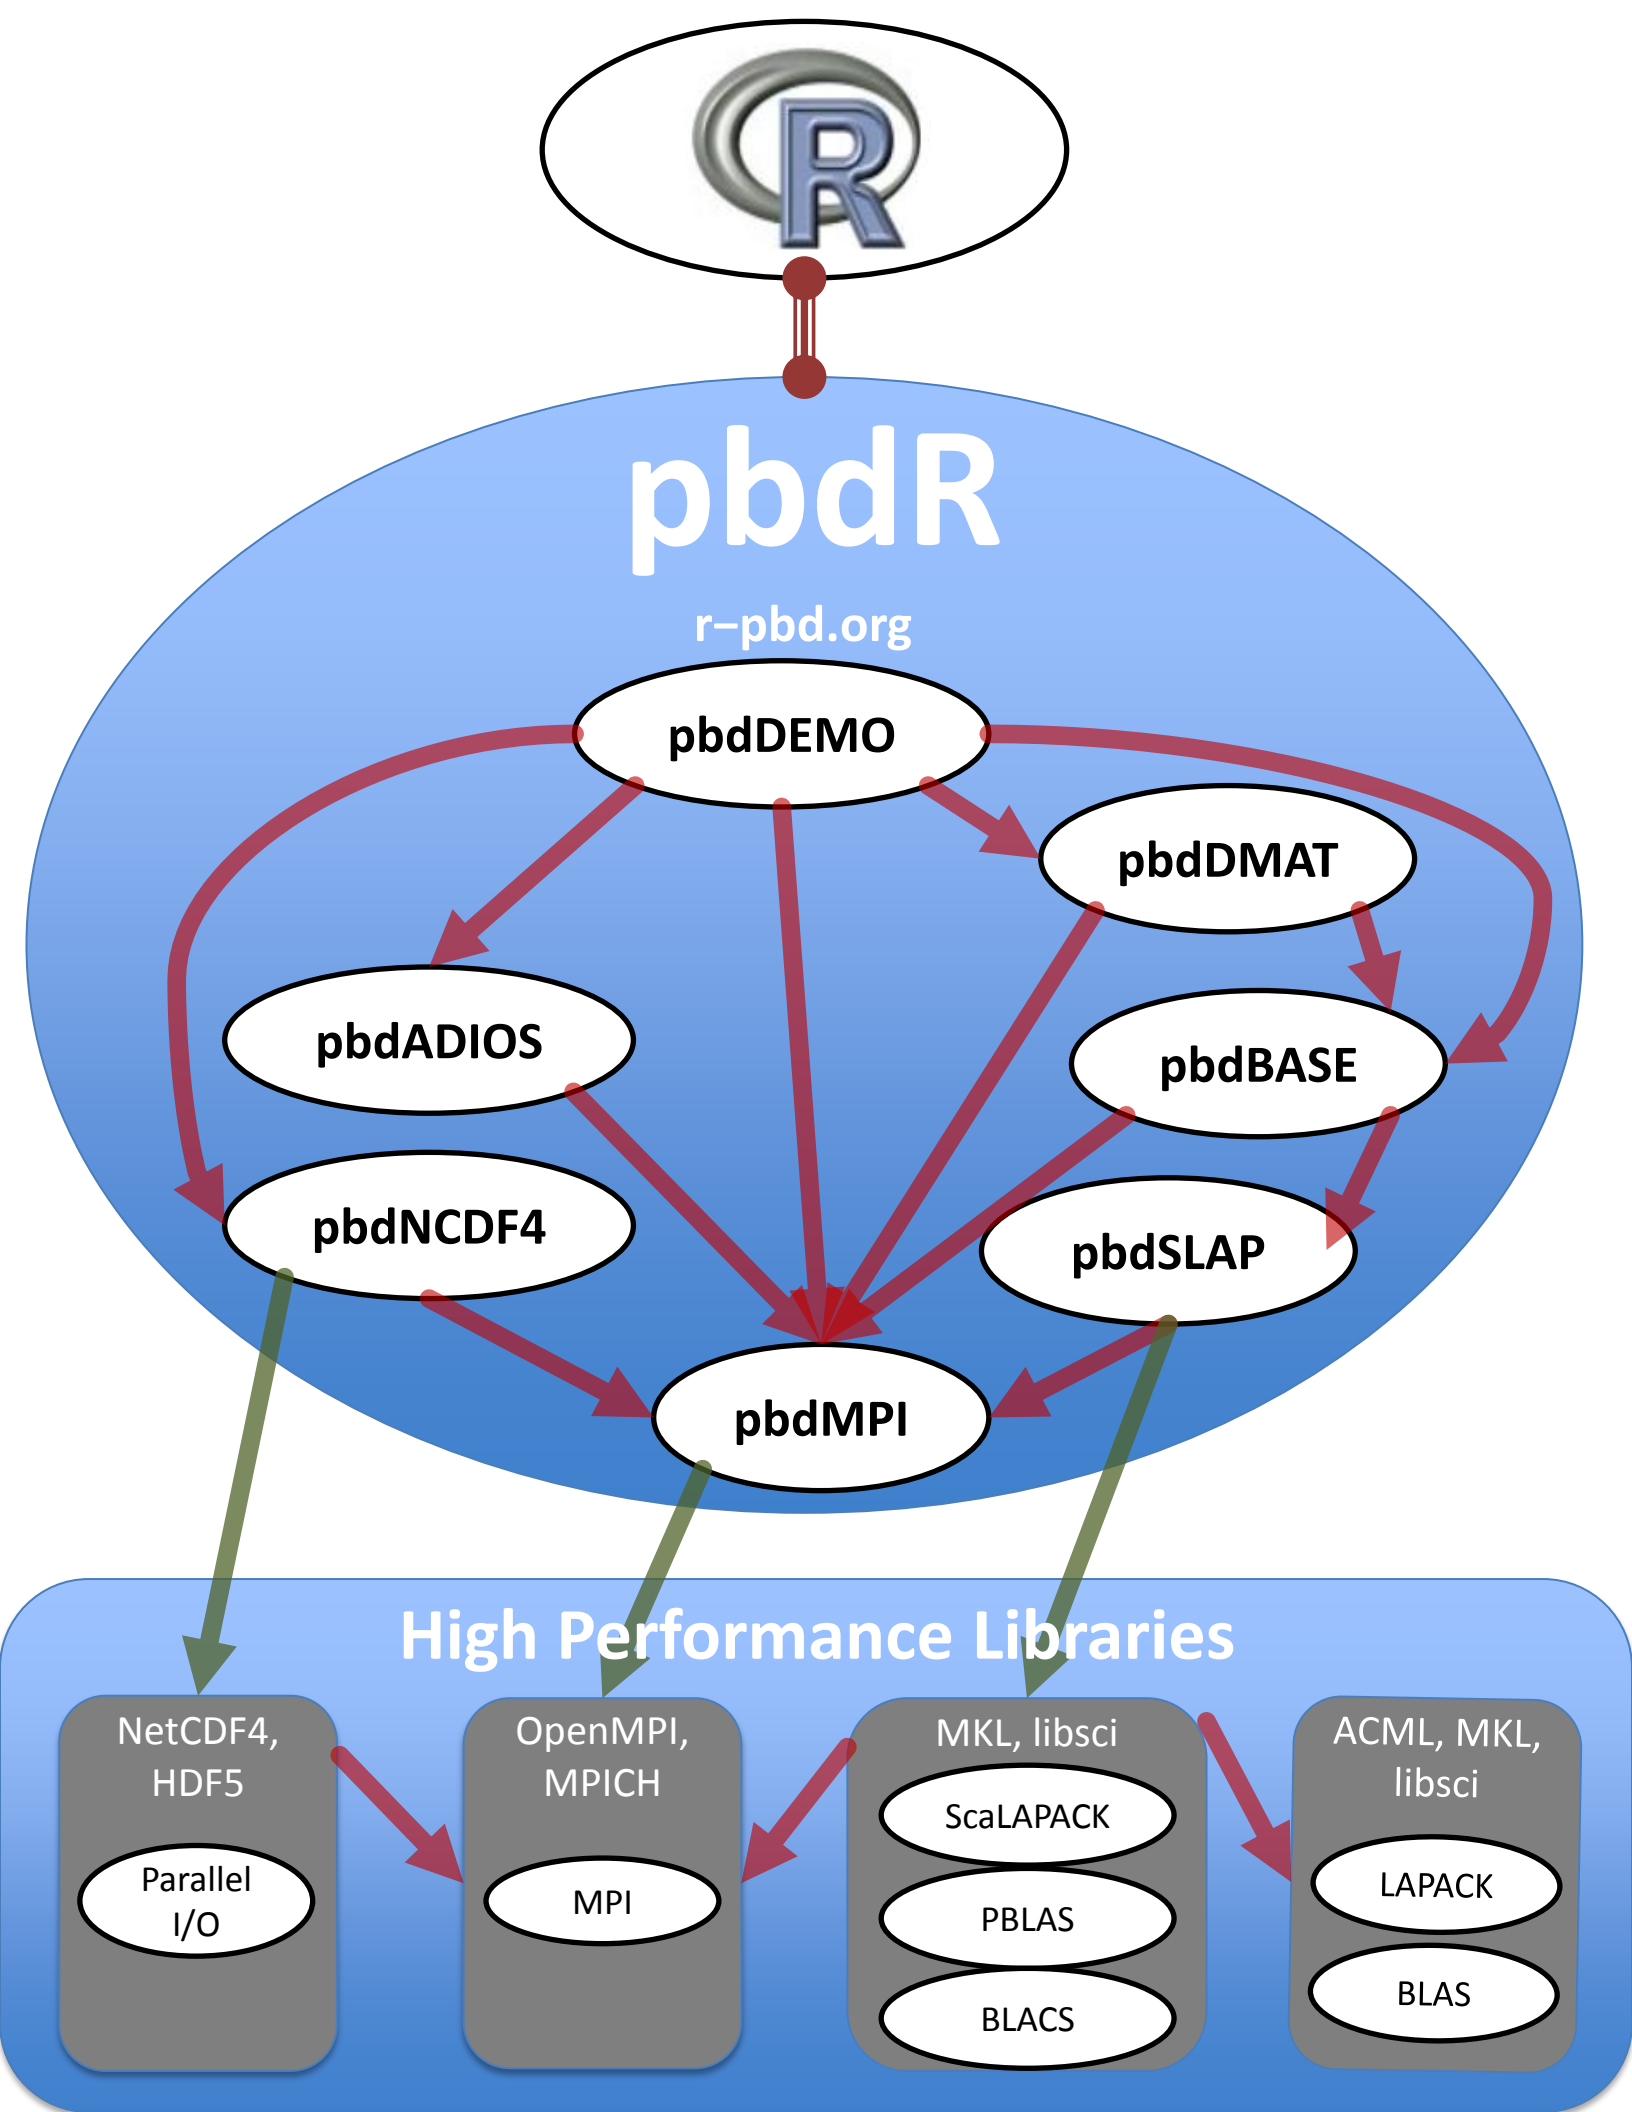 R
pbdR
r–pbd.org
pbdDEMO
pbdDMAT
pbdADIOS
pbdBASE
pbdNCDF4
pbdSLAP
pbdMPI
High Performance Libraries
NetCDF4,
HDF5
Parallel
I/O
OpenMPI,
MPICH
MPI
MKL, libsci
ScaLAPACK
PBLAS
BLACS
ACML, MKL,
libsci
LAPACK
BLAS